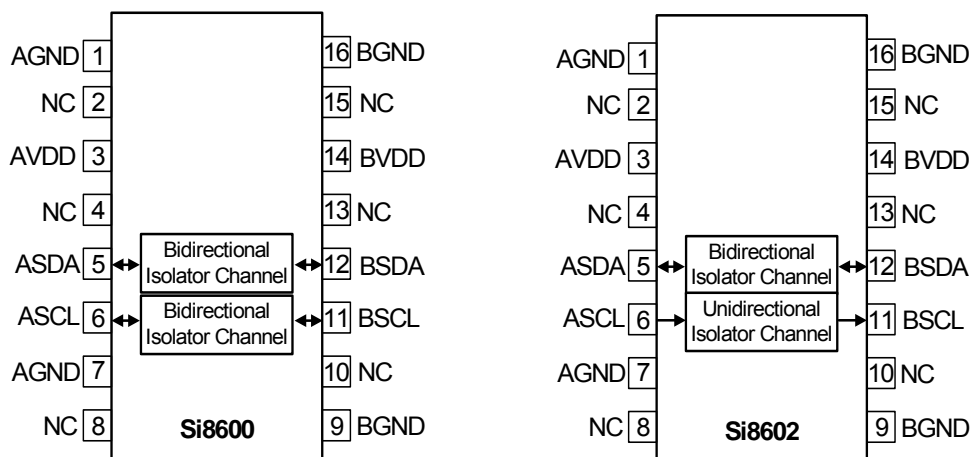 AGND 1 16 BGND
NC 2 15 NC
AVDD 3 14 BVDD
NC 4 13 NC
ASDA 5 Bidirectional 12 BSDA
Isolator Channel
ASCL 6 Bidirectional 11 BSCL
Isolator Channel
AGND 7 10 NC
NC 8 Si8600 9 BGND
AGND 1 16 BGND
NC 2 15 NC
AVDD 3 14 BVDD
NC 4 13 NC
ASDA 5 Bidirectional 12 BSDA
Isolator Channel
ASCL 6 Unidirectional 11 BSCL
Isolator Channel
AGND 7 10 NC
NC 8 Si8602 9 BGND